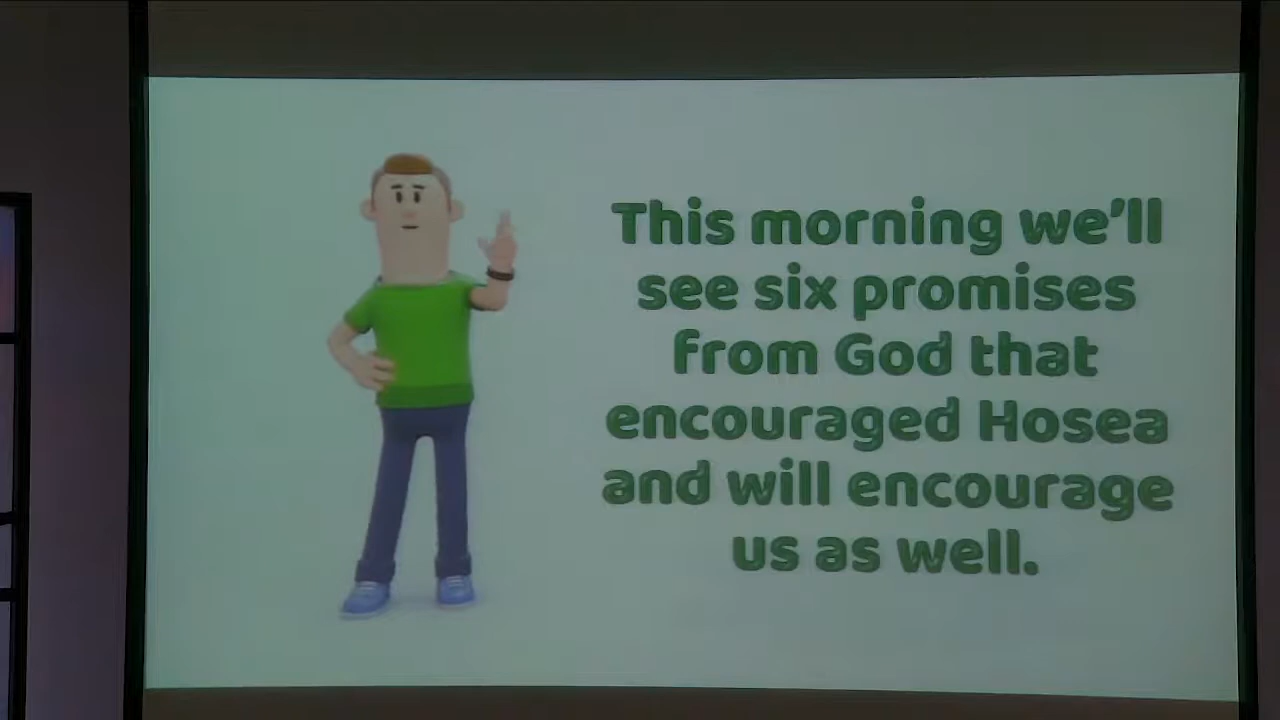 This morning we'll
see six promises
from God that
encouraged Hosea
and will encourage
us as well.